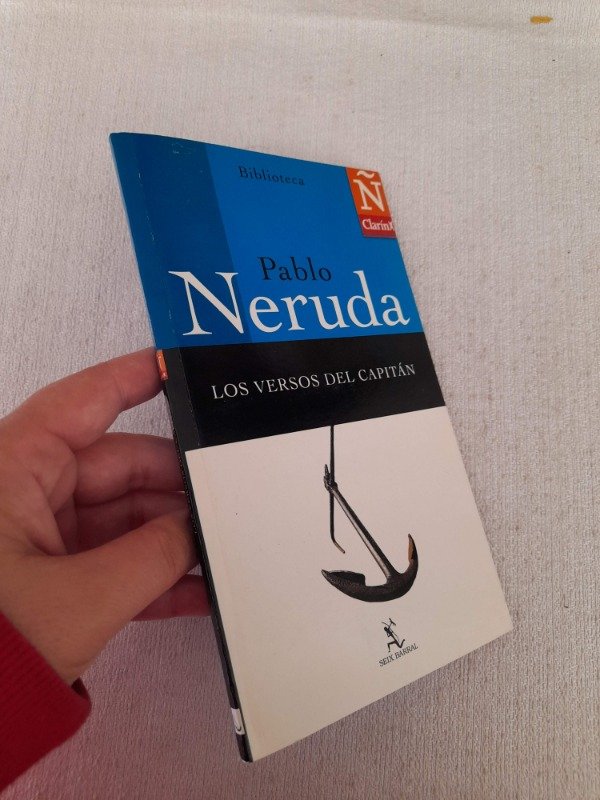 Biblioteca
Ñ
Clarín
Pablo
Neruda
LOS VERSOS DEL CAPITÁN
SEIX BARRAL